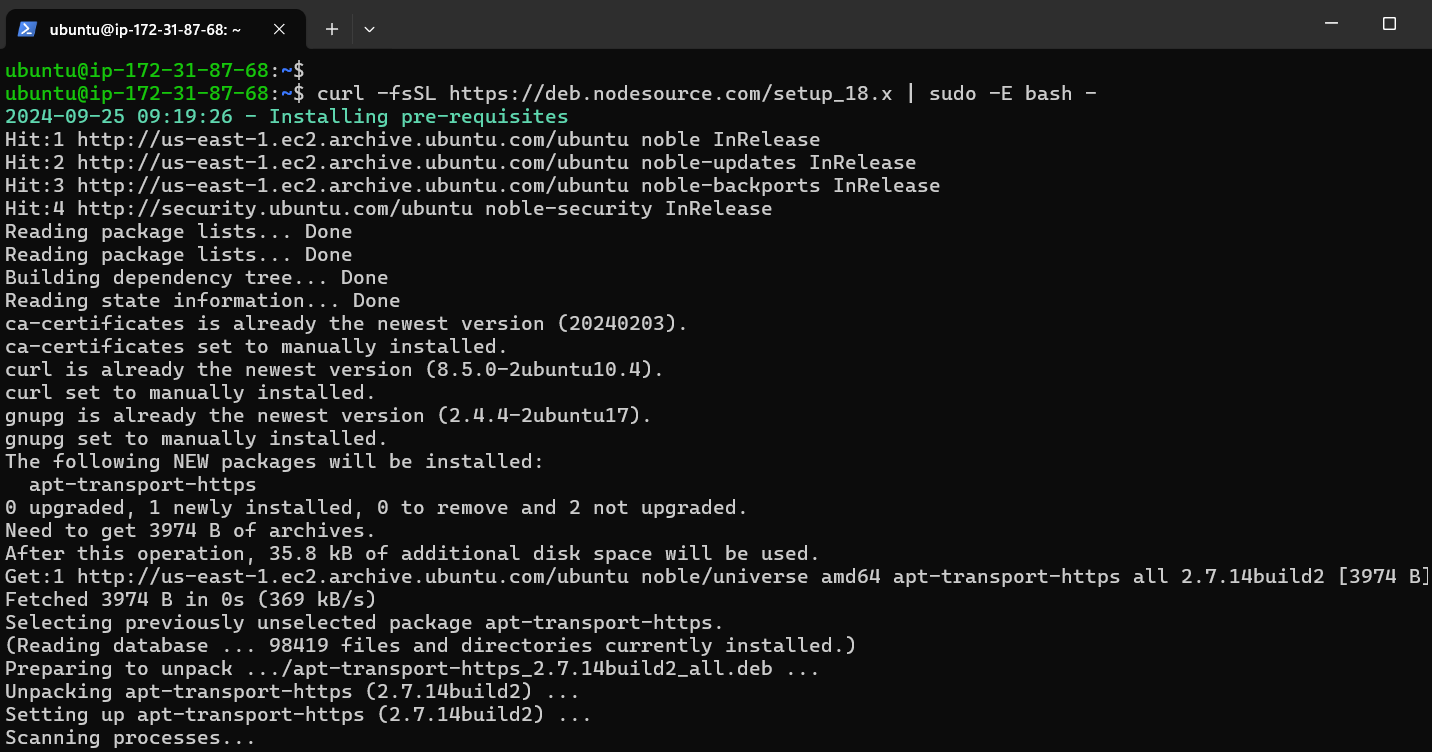 ubuntu@ip-172-31-87-68: ~
ubuntu@ip-172-31-87-68:~$
ubuntu@ip-172-31-87-68:~$ curl -fsSL https://deb.nodesource.com/setup_18.x | sudo -E bash -
2024-09-25 09:19:26 - Installing pre-requisites
Hit:1 http://us-east-1.ec2.archive.ubuntu.com/ubuntu noble InRelease
Hit:2 http://us-east-1.ec2.archive.ubuntu.com/ubuntu noble-updates InRelease
Hit:3 http://us-east-1.ec2.archive.ubuntu.com/ubuntu noble-backports InRelease
Hit:4 http://security.ubuntu.com/ubuntu noble-security InRelease
Reading package lists... Done
Reading package lists... Done
Building dependency tree... Done
Reading state information... Done
ca-certificates is already the newest version (20240203).
ca-certificates set to manually installed.
curl is already the newest version (8.5.0-2ubuntu10.4).
curl set to manually installed.
gnupg is already the newest version (2.4.4-2ubuntu17).
gnupg set to manually installed.
The following NEW packages will be installed:
  apt-transport-https
0 upgraded, 1 newly installed, 0 to remove and 2 not upgraded.
Need to get 3974 B of archives.
After this operation, 35.8 kB of additional disk space will be used.
Get:1 http://us-east-1.ec2.archive.ubuntu.com/ubuntu noble/universe amd64 apt-transport-https all 2.7.14build2 [3974 B]
Fetched 3974 B in 0s (369 kB/s)
Selecting previously unselected package apt-transport-https.
(Reading database ... 98419 files and directories currently installed.)
Preparing to unpack .../apt-transport-https_2.7.14build2_all.deb ...
Unpacking apt-transport-https (2.7.14build2) ...
Setting up apt-transport-https (2.7.14build2) ...
Scanning processes...